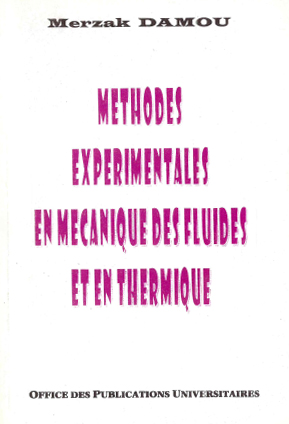 Merzak DAMOU
METHODES
EXPERIMENTALES
EN MECANIQUE DES FLUIDES
ET EN THERMIQUE
OFFICE DES PUBLICATIONS UNIVERSITAIRES